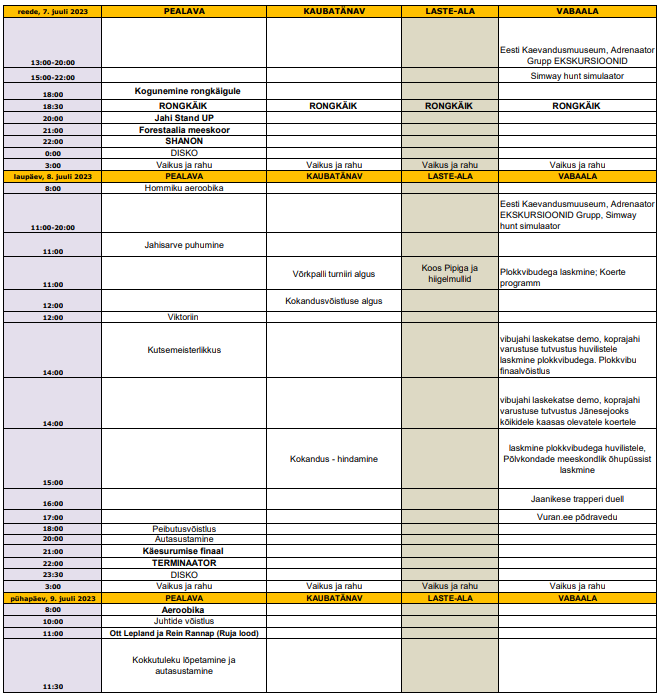 reede, 7. juuli 2023 PEALAVA KAUBATÄNAV LASTE-ALA VABAALA
13:00-20:00 Eesti Kaevandusmuuseum, Adrenaator
Grupp EKSKURSIOONID
15:00-22:00 Simway hunt simulaator
18:00 Kogunemine rongkäigule
18:30 RONGKÄIK RONGKÄIK RONGKÄIK RONGKÄIK
20:00 Jahi Stand UP
21:00 Forestaalia meeskoor
22:00 SHANON
0:00 DISKO
3:00 Vaikus ja rahu Vaikus ja rahu Vaikus ja rahu Vaikus ja rahu
laupäev, 8. juuli 2023 PEALAVA KAUBATÄNAV LASTE-ALA VABAALA
8:00 Hommiku aeroobika
11:00-20:00 Eesti Kaevandusmuuseum, Adrenaator
EKSKURSIOONID Grupp, Simway
hunt simulaator
11:00 Jahisarve puhumine
11:00 Võrkpalli turniiri algus Koos Pipiga ja
hiigelmullid Plokkvibudega laskmine; Koerte
programm
12:00 Kokandusvõistluse algus
12:00 Viktoriin
14:00 Kutsemeisterlikkus vibujahi laskekatse demo, koprajahi
varustuse tutvustus huvilistele
laskmine plokkvibudega. Plokkvibu
finaalvõistlus
14:00 vibujahi laskekatse demo, koprajahi
varustuse tutvustus Jänesejooks
kõikidele kaasas olevatele koertele
15:00 Kokandus - hindamine laskmine plokkvibudega huvilistele,
Põlvkondade meeskondlik õhupüssist
laskmine
16:00 Jaanikese trapperi duell
17:00 Vuran.ee põdravedu
18:00 Peibutusvõistlus
20:00 Autasustamine
21:00 Käesurumise finaal
22:00 TERMINAATOR
23:30 DISKO
3:00 Vaikus ja rahu Vaikus ja rahu Vaikus ja rahu Vaikus ja rahu
pühapäev, 9. juuli 2023 PEALAVA KAUBATÄNAV LASTE-ALA VABAALA
8:00 Aeroobika
10:00 Juhtide võistlus
11:00 Ott Lepland ja Rein Rannap (Ruja lood)
11:30 Kokkutuleku lõpetamine ja
autasustamine